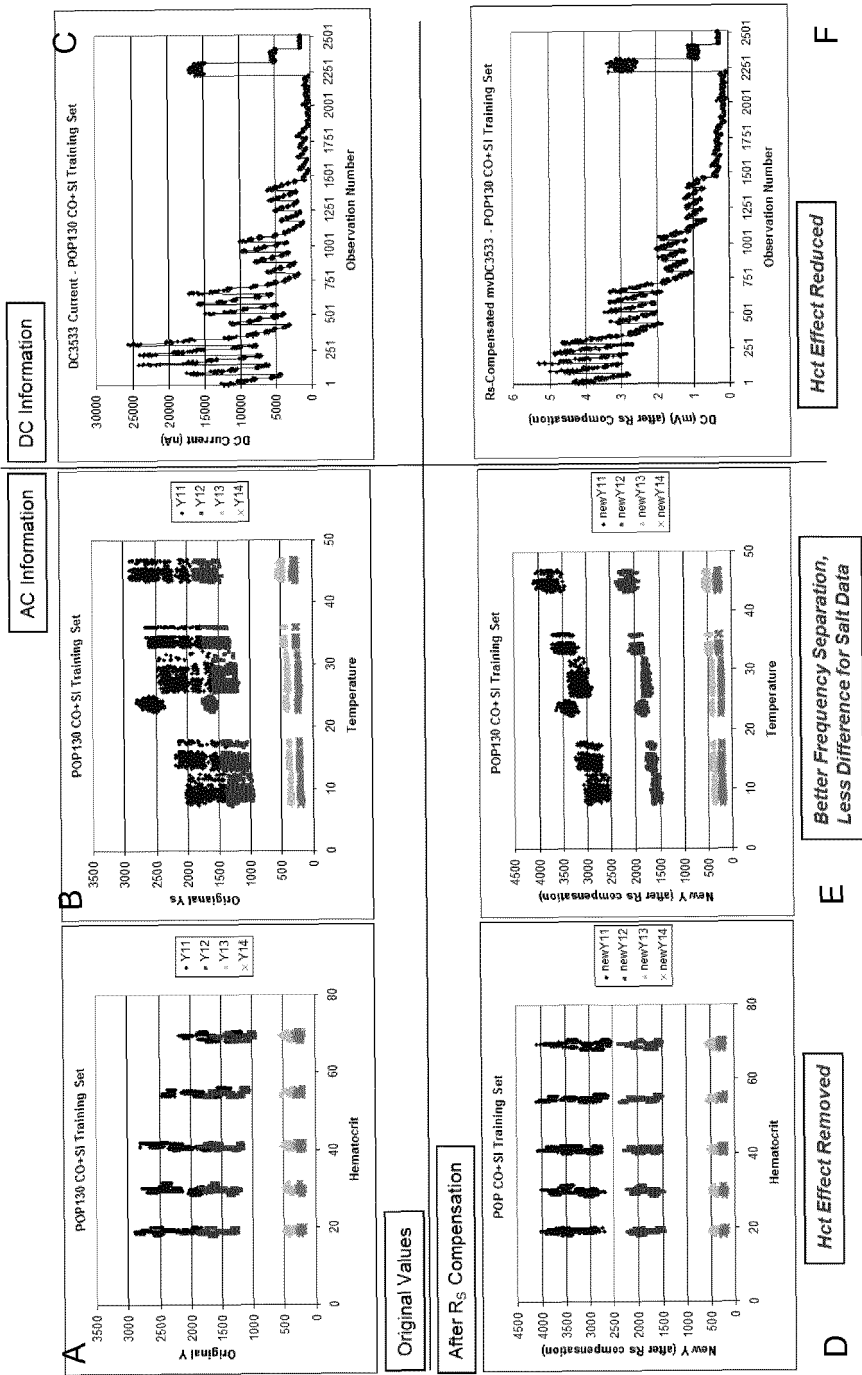 AC Information
DC Information
A
POP130 CO+SI Training Set
Original Y
3500
3000
2500
2000
1500
1000
500
0
0
20
40
60
80
Hematocrit
Y11
Y12
Y13
Y14
B
POP130 CO+SI Training Set
Origianal Ys
3500
3000
2500
2000
1500
1000
500
0
0
10
20
30
40
50
Temperature
Y11
Y12
Y13
Y14
C
DC3533 Current - POP130 CO+SI Training Set
DC Current (nA)
30000
25000
20000
15000
10000
5000
0
1
251
501
751
1001
1251
1501
1751
2001
2251
2501
Observation Number
Original Values
After RS Compensation
POP CO+SI Training Set
New Y (after Rs compensation)
4500
4000
3500
3000
2500
2000
1500
1000
500
0
0
20
40
60
80
Hematocrit
newY11
newY12
newY13
newY14
D
Hct Effect Removed
POP130 CO+SI Training Set
New Y (after Rs compensation)
4500
4000
3500
3000
2500
2000
1500
1000
500
0
0
10
20
30
40
50
Temperature
newY11
newY12
newY13
newY14
E
Better Frequency Separation,
Less Difference for Salt Data
Rs-Compensated mvDC3533 - POP130 CO+SI Training Set
DC (mV) (after Rs Compensation)
6
5
4
3
2
1
0
1
251
501
751
1001
1251
1501
1751
2001
2251
2501
Observation Number
F
Hct Effect Reduced